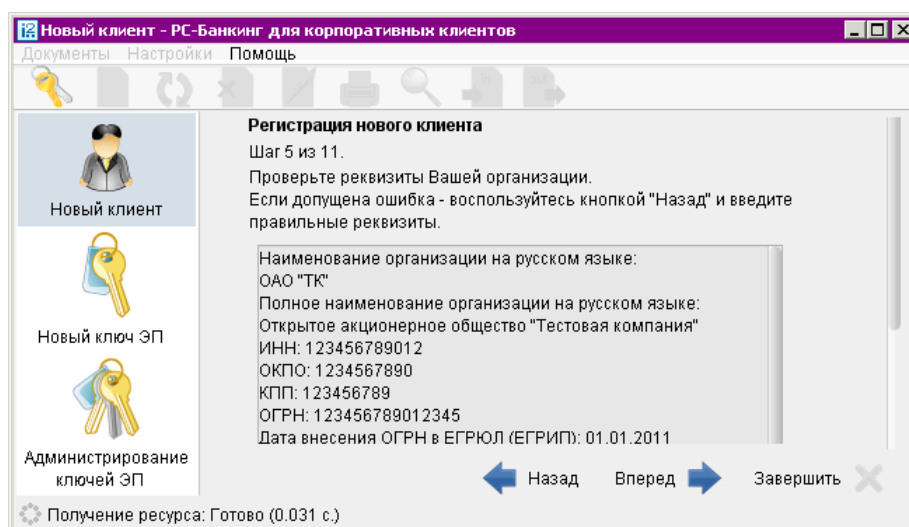 Новый клиент - РС-Банкинг для корпоративных клиентов
Документы Настройки Помощь
Новый клиент
Новый ключ ЭП
Администрирование
ключей ЭП
Регистрация нового клиента
Шаг 5 из 11.
Проверьте реквизиты Вашей организации.
Если допущена ошибка - воспользуйтесь кнопкой "Назад" и введите
правильные реквизиты.
Наименование организации на русском языке:
ОАО "ТК"
Полное наименование организации на русском языке:
Открытое акционерное общество "Тестовая компания"
ИНН: 123456789012
ОКПО: 1234567890
КПП: 123456789
ОГРН: 123456789012345
Дата внесения ОГРН в ЕГРЮЛ (ЕГРИП): 01.01.2011
Назад Вперед Завершить
Получение ресурса: Готово (0.031 с.)